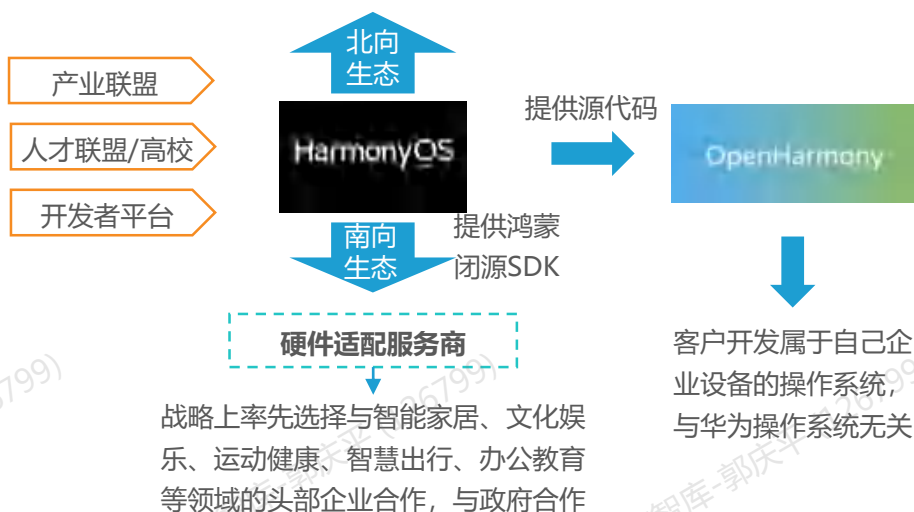 北向
生态
产业联盟
人才联盟/高校
开发者平台
HarmonyOS
提供源代码
OpenHarmony
南向
生态
提供鸿蒙
闭源SDK
硬件适配服务商
战略上率先选择与智能家居、文化娱
乐、运动健康、智慧出行、办公教育
等领域的头部企业合作，与政府合作
客户开发属于自己企
业设备的操作系统，
与华为操作系统无关
智库-郭庆平